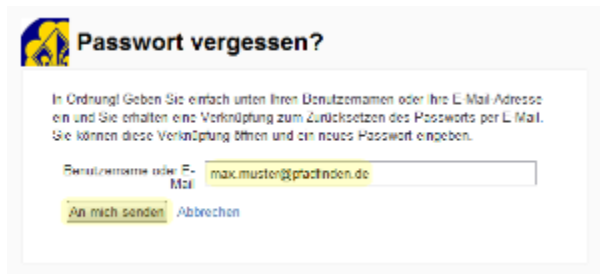 Passwort vergessen?
In Ordnung! Geben Sie einfach unten Ihren Benutzernamen oder Ihre E-Mail-Adresse
ein und Sie erhalten eine Verknüpfung zum Zurücksetzen des Passworts per E-Mail.
Sie können diese Verknüpfung öffnen und ein neues Passwort eingeben.
Benutzername oder E-
Mail
max.muster@pfadfinden.de
An mich senden Abbrechen